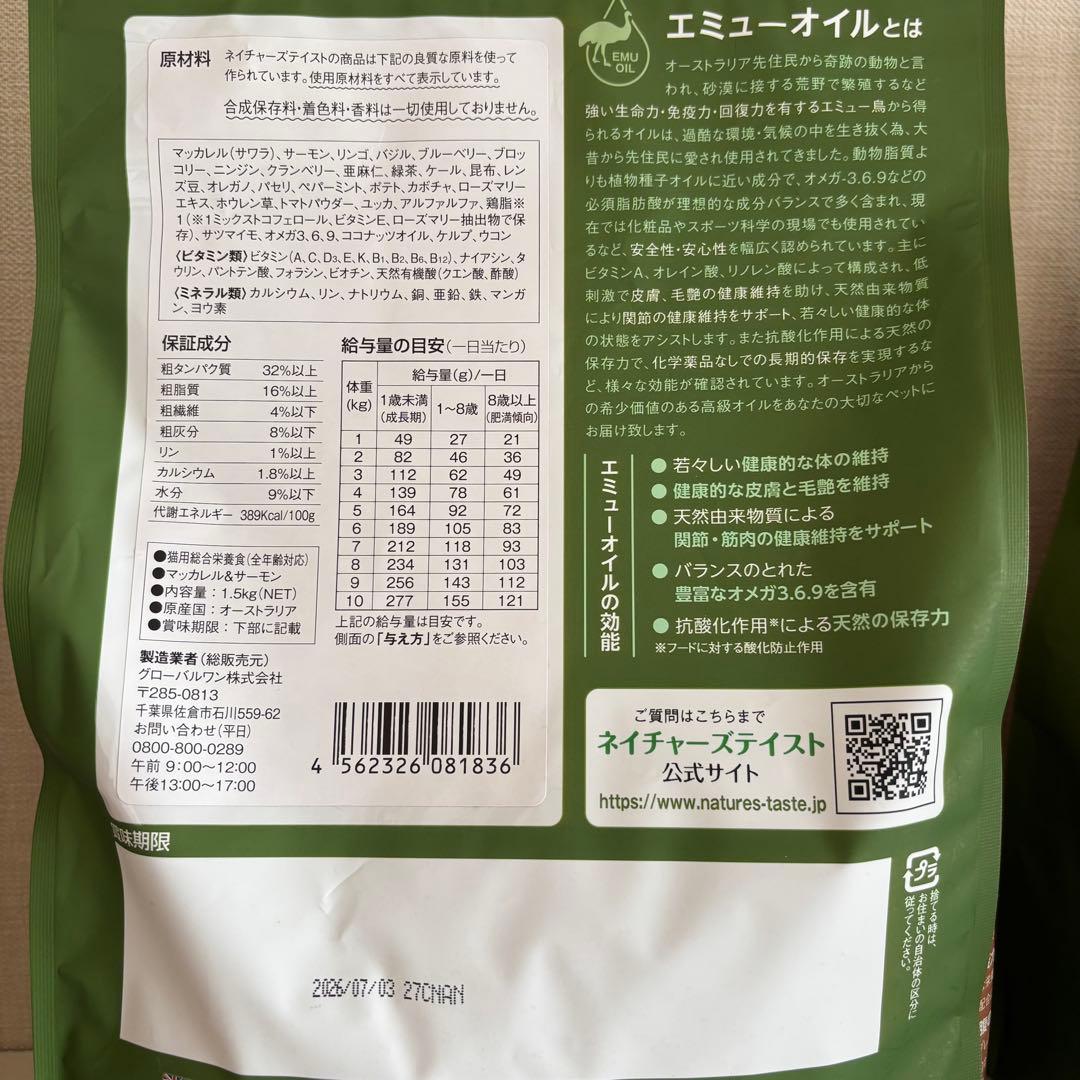 原材料 ネイチャーズテイストの商品は下記の良質な原料を使って
作られています。使用原材料をすべて表示しています。
合成保存料・着色料・香料は一切使用しておりません。
マッカレル(サワラ)、サーモン、リンゴ、バジル、ブルーベリー、ブロッ
コリー、ニンジン、クランベリー、亜麻仁、緑茶、ケール、昆布、レン
ズ豆、オレガノ、パセリ、ペパーミント、ポテト、カボチャ、ローズマリー
エキス、ホウレン草、トマトパウダー、ユッカ、アルファルファ、鶏脂※
1(※1ミックストコフェロール、ビタミンE、ローズマリー抽出物で保
存)、サツマイモ、オメガ3,6,9、ココナッツオイル、ケルプ、ウコン
〈ビタミン類〉ビタミン(A, C, D3, E, K, B1, B2, B6, B12)、ナイアシン、タ
ウリン、パントテン酸、フォラシン、ビオチン、天然有機酸(クエン酸、酢酸)
〈ミネラル類〉カルシウム、リン、ナトリウム、銅、亜鉛、鉄、マンガ
ン、ヨウ素
保証成分
粗タンパク質 32%以上
粗脂質 16%以上
粗繊維 4%以下
粗灰分 8%以下
リン 1%以上
カルシウム 1.8%以上
水分 9%以下
代謝エネルギー 389Kcal/100g
●猫用総合栄養食(全年齢対応)
●マッカレル&サーモン
●内容量：1.5kg(NET)
●原産国：オーストラリア
●賞味期限：下部に記載
給与量の目安(一日当たり)
体重(kg) 給与量(g)/一日
1歳未満(成長期) 1〜8歳 8歳以上(肥満傾向)
1 49 27 21
2 82 46 36
3 112 62 49
4 139 78 61
5 164 92 72
6 189 105 83
7 212 118 93
8 234 131 103
9 256 143 112
10 277 155 121
上記の給与量は目安です。
側面の「与え方」をご参照ください。
製造業者(総販売元)
グローバルワン株式会社
〒285-0813
千葉県佐倉市石川559-62
お問い合わせ(平日)
0800-800-0289
午前 9:00〜12:00
午後13:00〜17:00
4 562326 081836
EMU
OIL
エミューオイルとは
オーストラリア先住民から奇跡の動物と言
われ、砂漠に接する荒野で繁殖するなど
強い生命力・免疫力・回復力を有するエミュー鳥から得
られるオイルは、過酷な環境・気候の中を生き抜く為、大
昔から先住民に愛され使用されてきました。動物脂質
よりも植物種子オイルに近い成分で、オメガ-3.6.9などの
必須脂肪酸が理想的な成分バランスで多く含まれ、現
在では化粧品やスポーツ科学の現場でも使用されてい
るなど、安全性・安心性を幅広く認められています。主に
ビタミンA、オレイン酸、リノレン酸によって構成され、低
刺激で皮膚、毛艶の健康維持を助け、天然由来物質
により関節の健康維持をサポート、若々しい健康的な体
の状態をアシストします。また抗酸化作用による天然の
保存力で、化学薬品なしでの長期的保存を実現するな
ど、様々な効能が確認されています。オーストラリアから
の希少価値のある高級オイルをあなたの大切なペットに
お届け致します。
エミューオイルの効能
●若々しい健康的な体の維持
●健康的な皮膚と毛艶を維持
●天然由来物質による
関節・筋肉の健康維持をサポート
●バランスのとれた
豊富なオメガ3.6.9を含有
●抗酸化作用※による天然の保存力
※フードに対する酸化防止作用
ご質問はこちらまで
ネイチャーズテイスト
公式サイト
https://www.natures-taste.jp
味期限
2026/07/03 27CNAN
プラ
捨てる時は、
お住まいの自治体の区分に
従ってください。